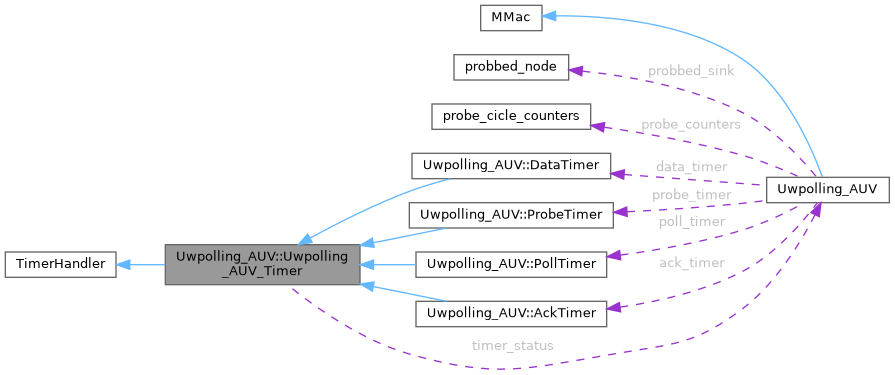 MMac
probbed_node
probbed_sink
probe_cicle_counters
probe_counters
Uwpolling_AUV::DataTimer
data_timer
Uwpolling_AUV
Uwpolling_AUV::ProbeTimer
probe_timer
poll_timer
TimerHandler
Uwpolling_AUV::Uwpolling
_AUV_Timer
Uwpolling_AUV::PollTimer
ack_timer
Uwpolling_AUV::AckTimer
timer_status